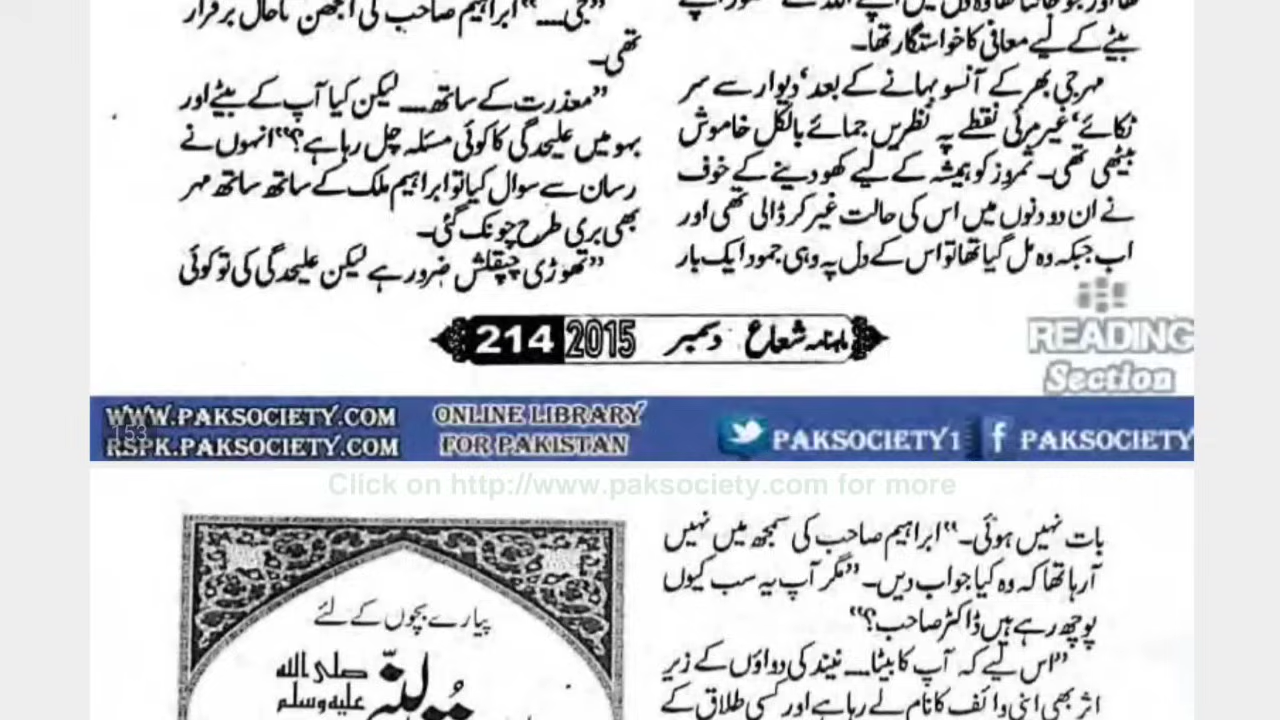 بیٹے کے لیے معافی کا خواستگار تھا۔
مہر جی بھر کے آنسو بہانے کے بعد' دیوار سے سر
ٹکائے' غیر مرئی نقطے پہ نظریں جمائے بالکل خاموش
بیٹھی تھی۔ تمروز کو ہمیشہ کے لیے کھو دینے کے خوف
نے ان دو دنوں میں اس کی حالت غیر کر ڈالی تھی اور
اب جبکہ وہ مل گیا تھا تو اس کے دل پہ وہی جمود ایک بار
"جی...." ابراہیم صاحب کی الجھن تاحال برقرار
تھی۔
"معذرت کے ساتھ.... لیکن کیا آپ کے بیٹے اور
بہو میں علیحدگی کا کوئی مسئلہ چل رہا ہے؟" انہوں نے
رسان سے سوال کیا تو ابراہیم ملک کے ساتھ ساتھ مہر
بھی بری طرح چونک گئی۔
"تھوڑی چپقلش ضرور ہے لیکن علیحدگی کی تو کوئی
ماہنامہ شعاع دسمبر 2015 214
READING
Section
WWW.PAKSOCIETY.COM
RSPK.PAKSOCIETY.COM
153
ONLINE LIBRARY
FOR PAKISTAN
PAKSOCIETY1
PAKSOCIETY
Click on http://www.paksociety.com for more
بات نہیں ہوئی۔" ابراہیم صاحب کی سمجھ میں نہیں
آرہا تھا کہ وہ کیا جواب دیں۔ "مگر آپ یہ سب کیوں
پوچھ رہے ہیں ڈاکٹر صاحب؟"
"اس لیے کہ آپ کا بیٹا.... نیند کی دواؤں کے زیر
اثر بھی اپنی وائف کا نام لے رہا ہے اور کسی طلاق کے
پیارے بچوں کے لئے
صلی اللہ
علیہ وسلم